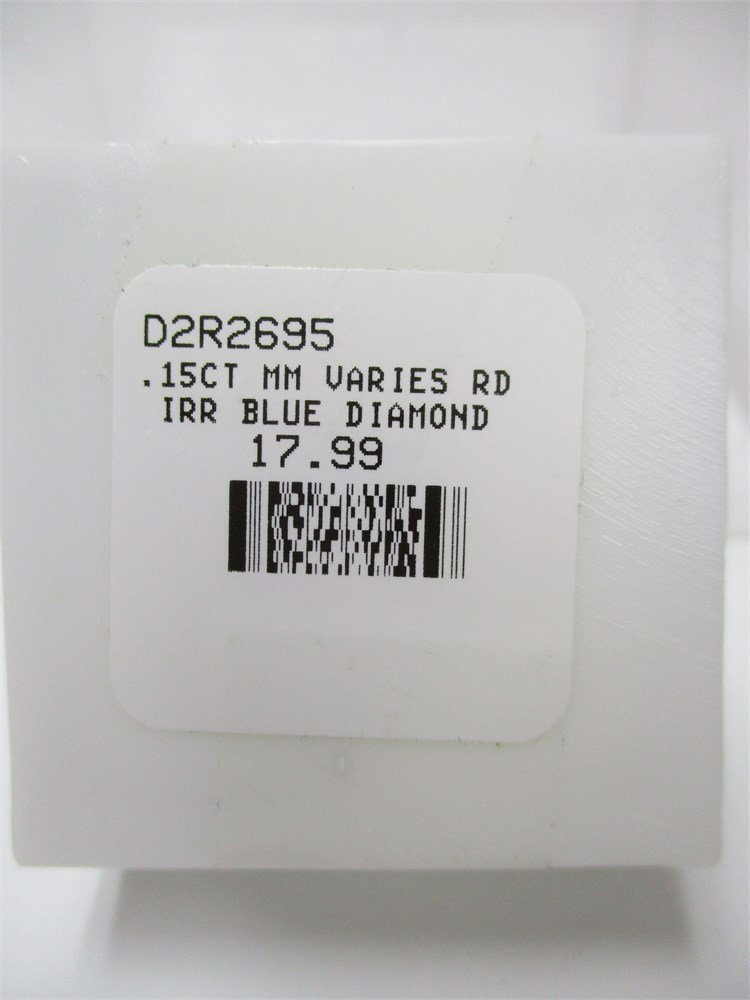 D2R2695
.15CT MM VARIES RD
IRR BLUE DIAMOND
17.99